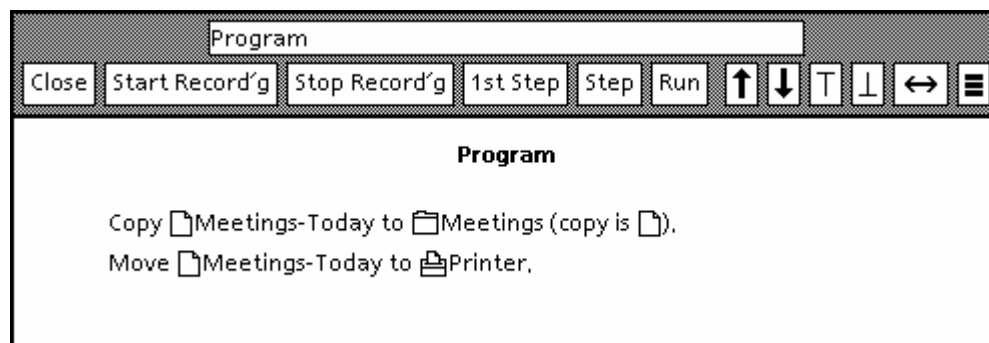 Program
Close Start Record'g Stop Record'g 1st Step Step Run
Program
Copy Meetings-Today to Meetings (copy is ).
Move Meetings-Today to Printer.